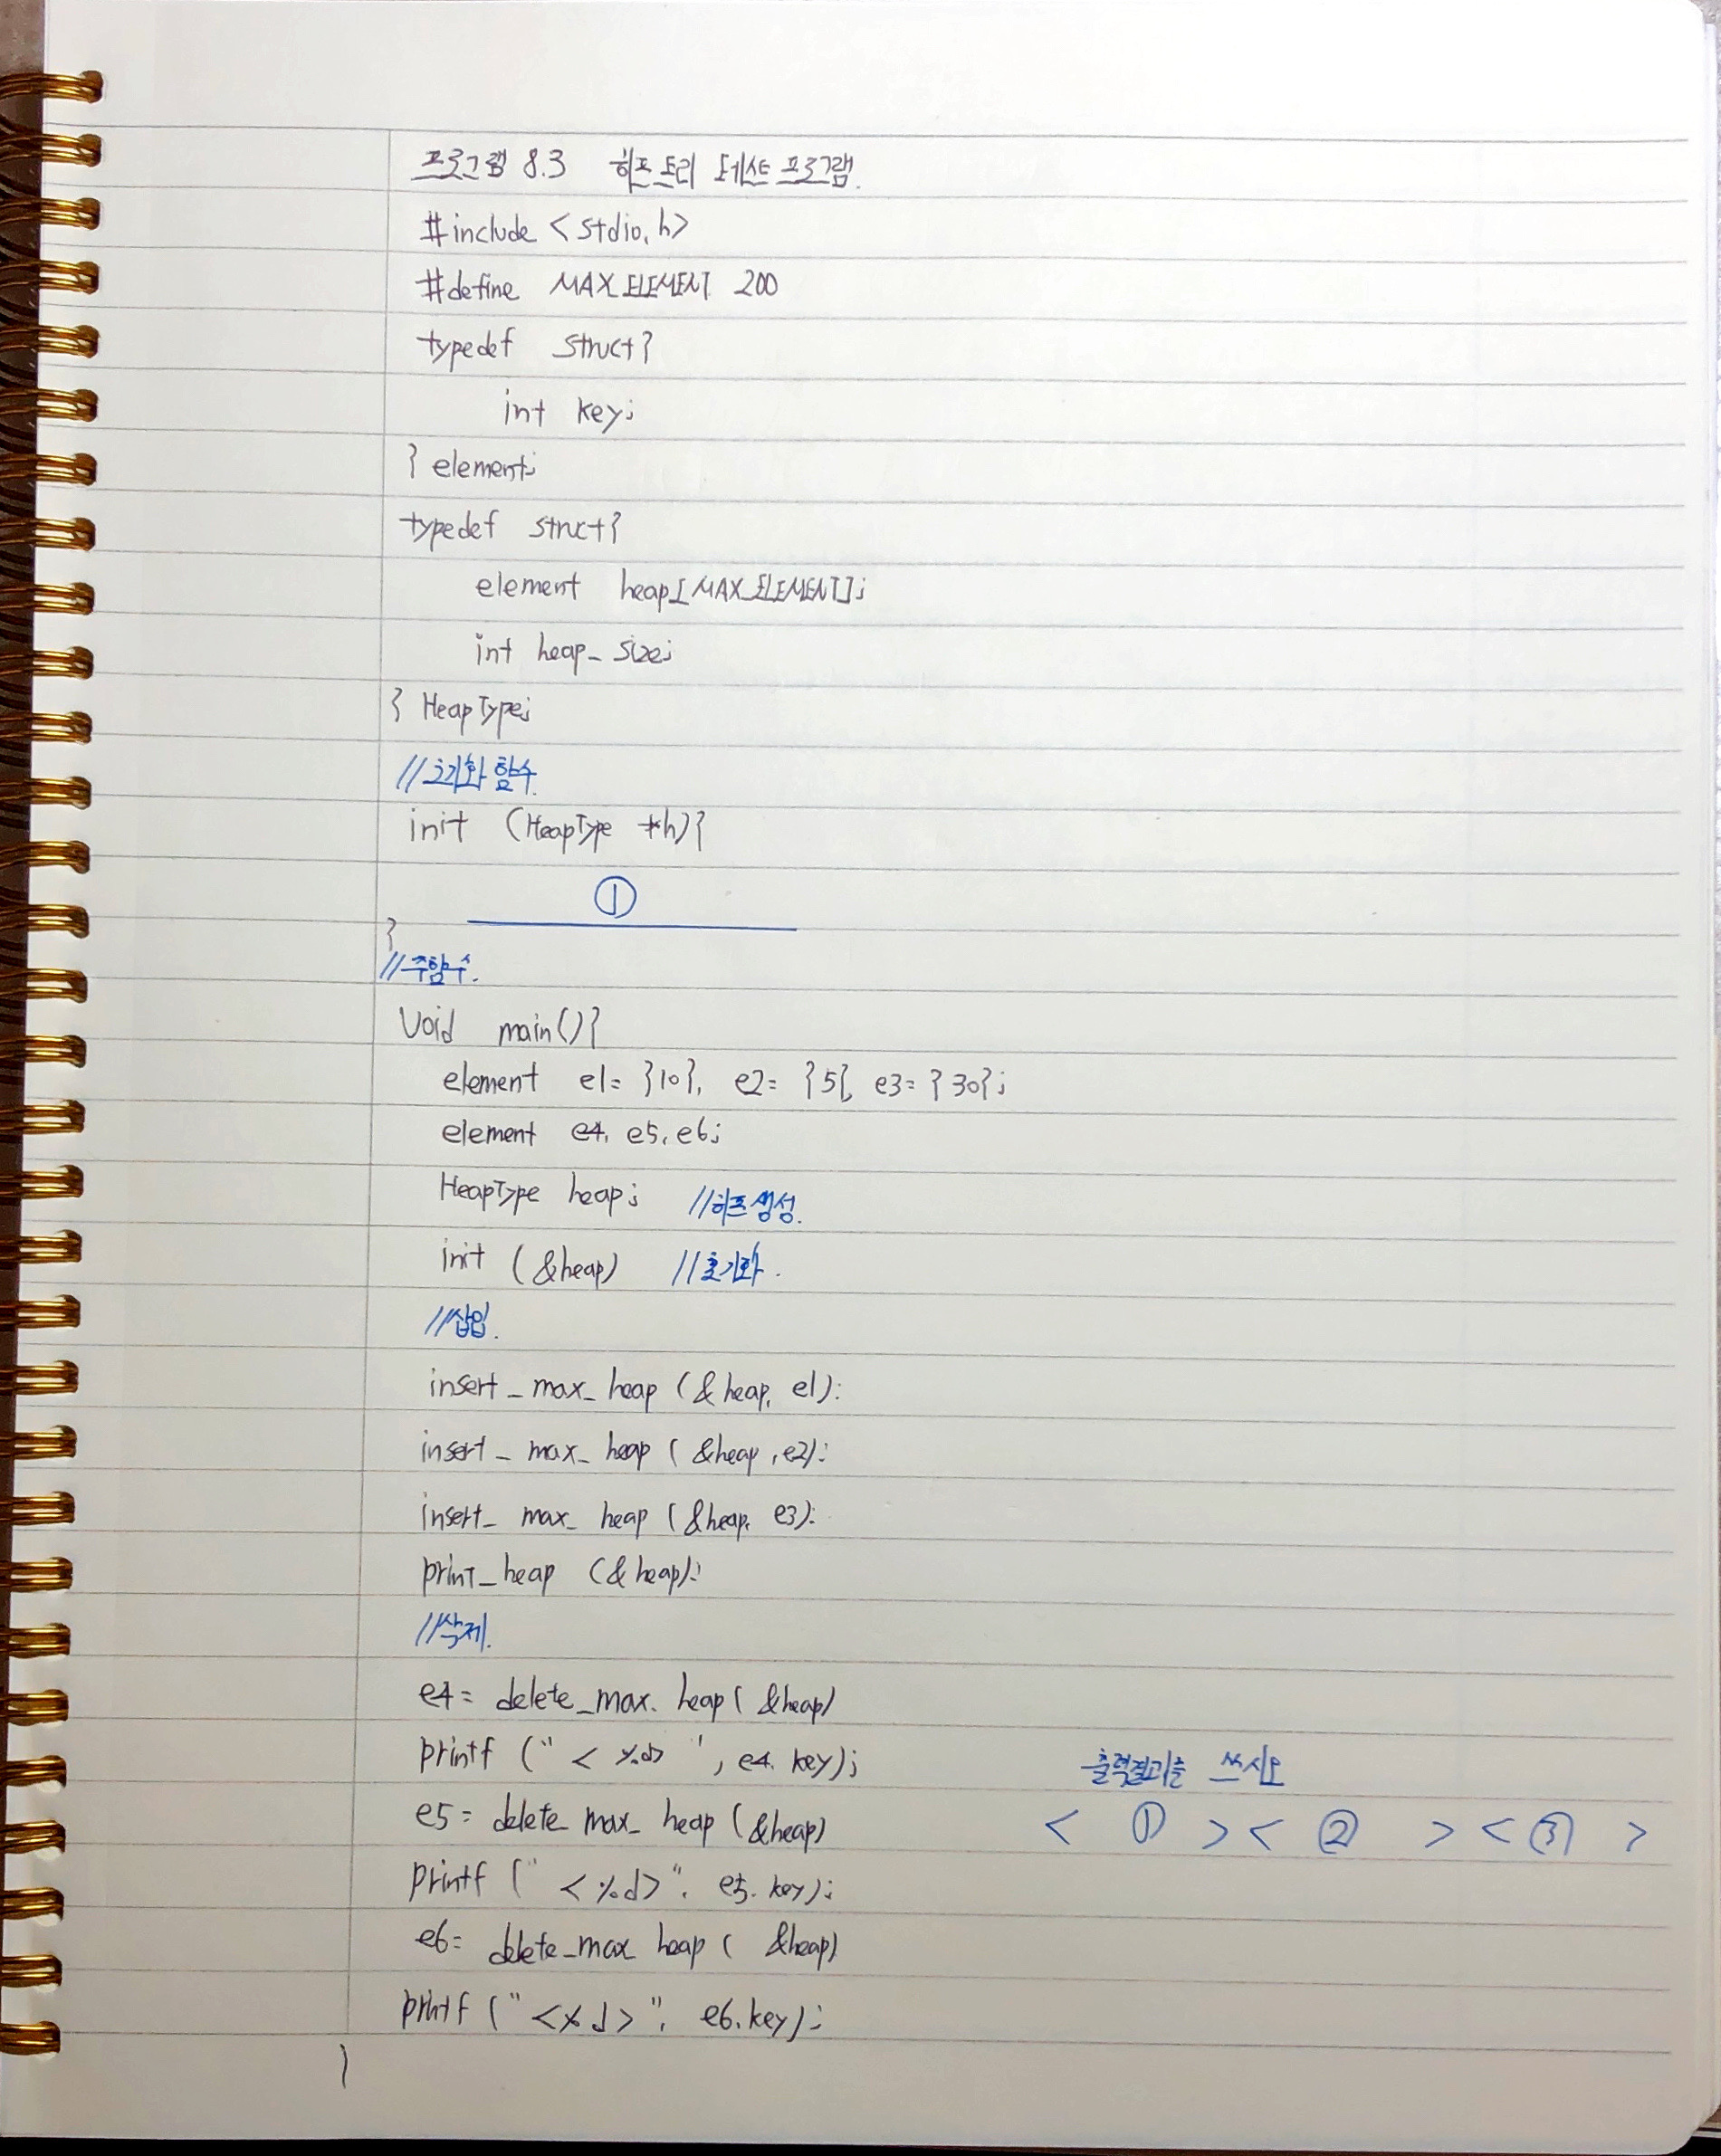 프로그램 8.3 히프 트리 테스트 프로그램.
#include <stdio.h>
#define MAX_ELEMENT 200
typedef struct{
int key;
} element;
typedef struct{
element heap[MAX_ELEMENT];
int heap_size;
} HeapType;
//초기화 함수.
init (HeapType *h){
①
}
//주함수.
Void main(){
element e1= {10}, e2= {5}, e3= {30};
element e4, e5, e6;
HeapType heap; //히프 생성.
init (&heap) //초기화.
//삽입.
insert_max_heap (&heap, e1);
insert_max_heap (&heap, e2);
insert_max_heap (&heap, e3);
print_heap (&heap);
//삭제.
e4= delete_max_heap( &heap)
printf (" < %d> ", e4. key);
출력결과를 쓰시오
e5= delete max_ heap (&heap)
< ① > < ② > < ③ >
printf (" <%d>", e5. key);
e6= delete_max heap ( &heap)
printf (" <%d> ", e6.key);
}